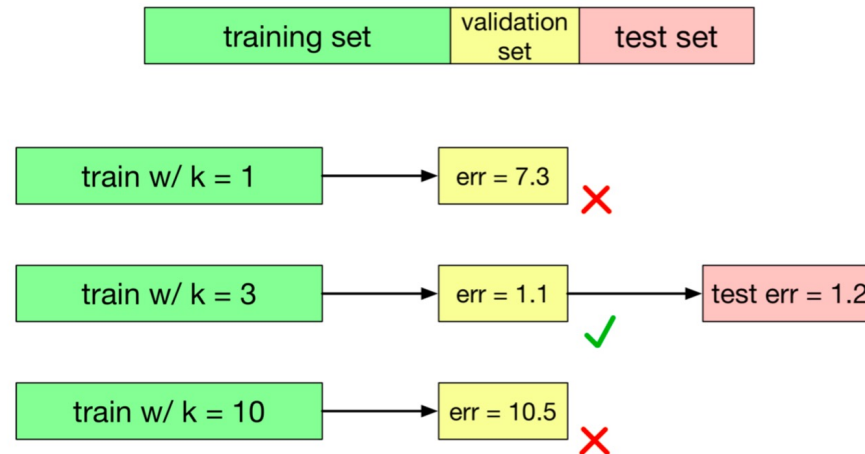 training set
validation
set
test set
train w/ k = 1
err = 7.3
train w/ k = 3
err = 1.1
test err = 1.2
train w/ k = 10
err = 10.5